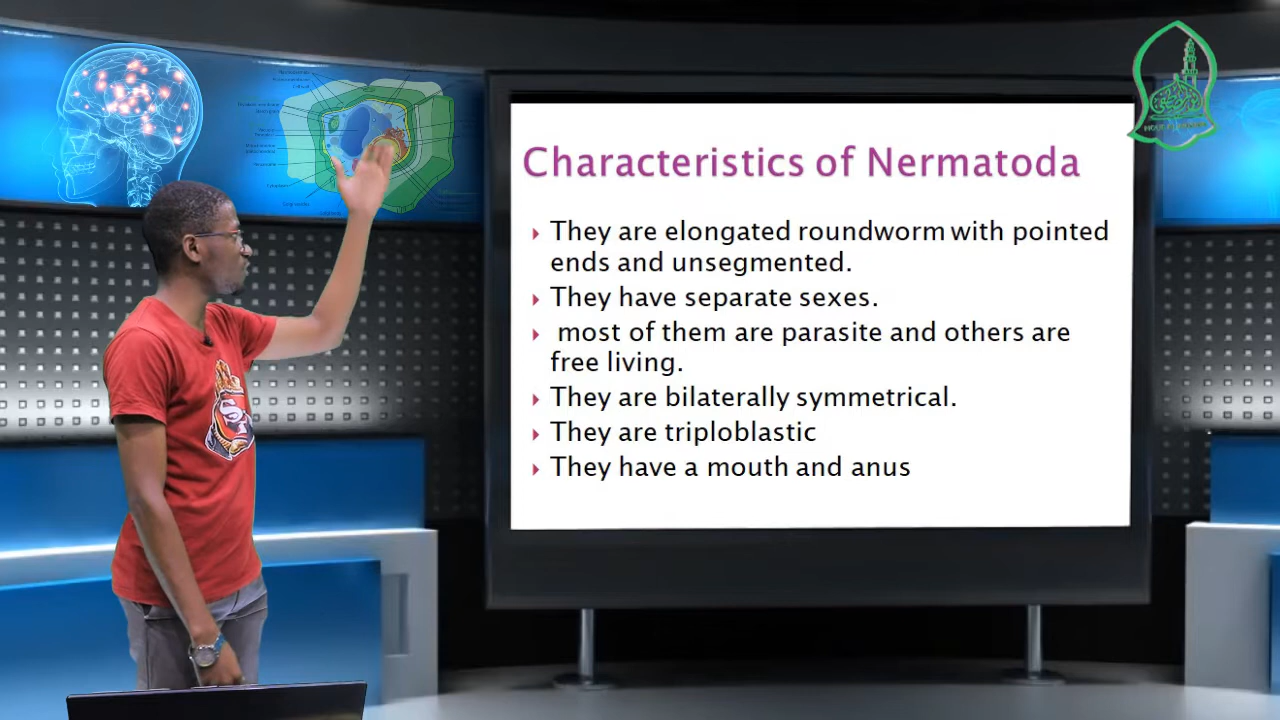 Characteristics of Nermatoda
They are elongated roundworm with pointed
ends and unsegmented.
They have separate sexes.
most of them are parasite and others are
free living.
They are bilaterally symmetrical.
They are triploblastic
They have a mouth and anus